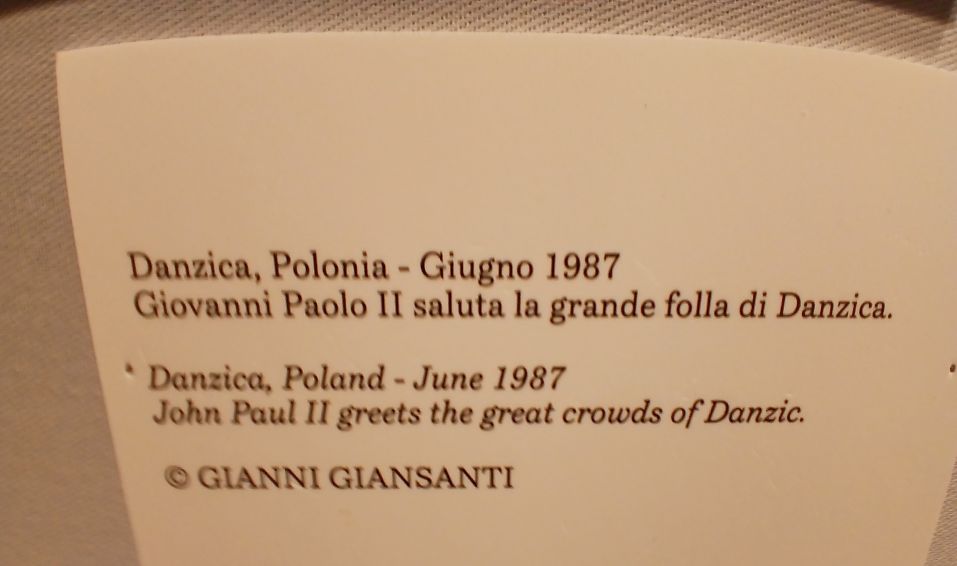 Danzica, Polonia - Giugno 1987
Giovanni Paolo II saluta la grande folla di Danzica.
Danzica, Poland - June 1987
John Paul II greets the great crowds of Danzic.
© GIANNI GIANSANTI